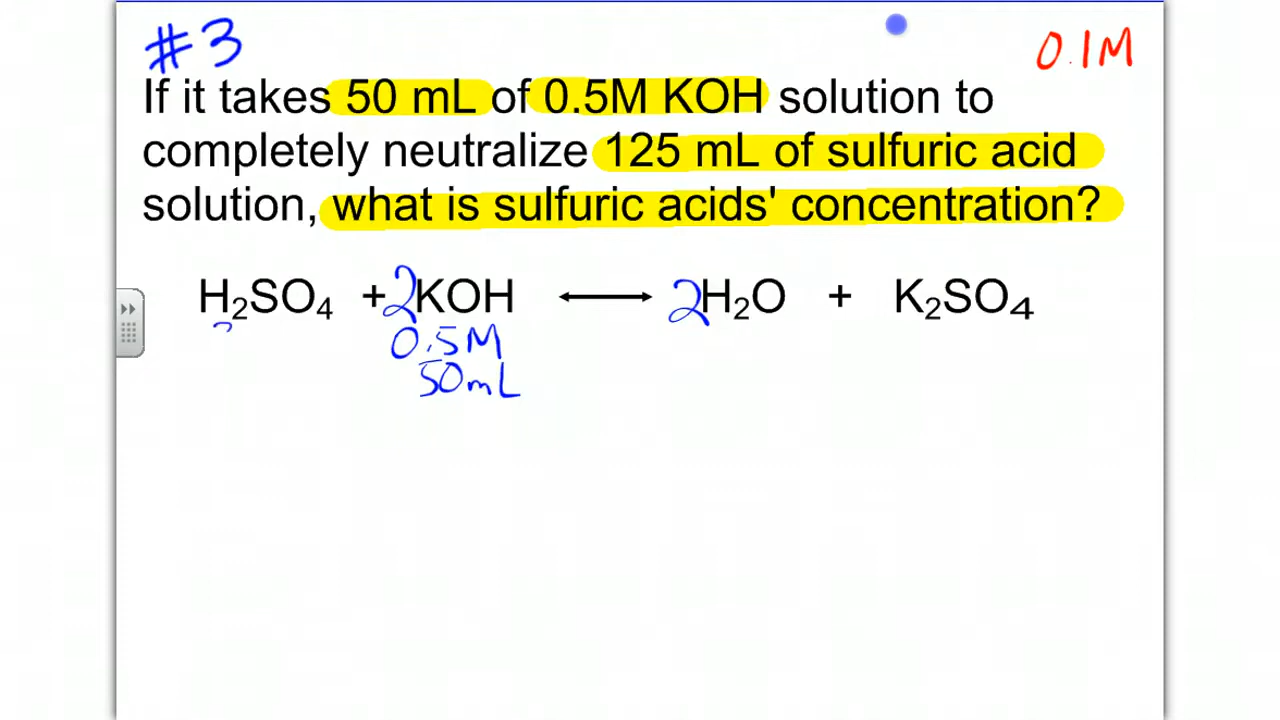 #3
0.1M
If it takes 50 mL of 0.5M KOH solution to
completely neutralize 125 mL of sulfuric acid
solution, what is sulfuric acids' concentration?
H₂SO₄ + 2KOH ⟷ 2H₂O + K₂SO₄
0.5M
50mL